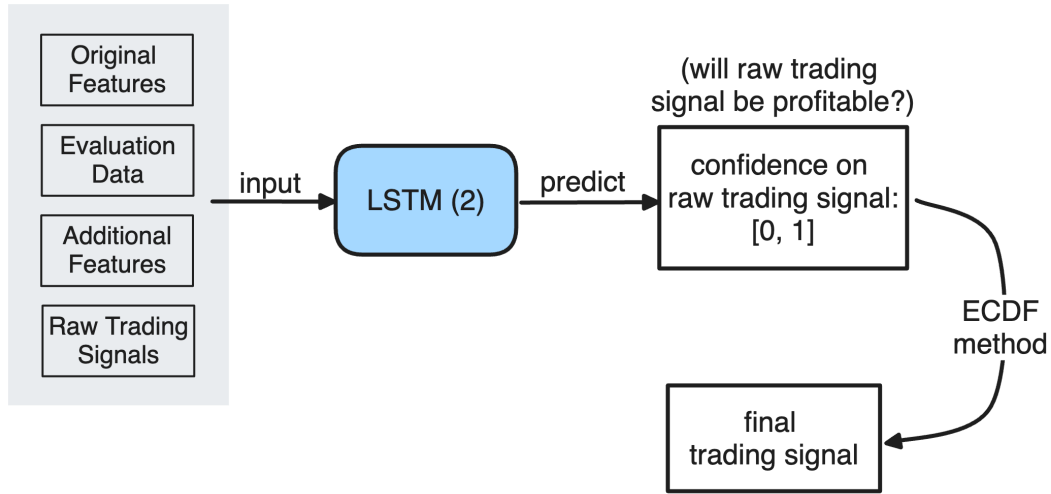 Original
Features
Evaluation
Data
Additional
Features
Raw Trading
Signals
input
LSTM (2)
predict
(will raw trading
signal be profitable?)
confidence on
raw trading signal:
[0, 1]
ECDF
method
final
trading signal